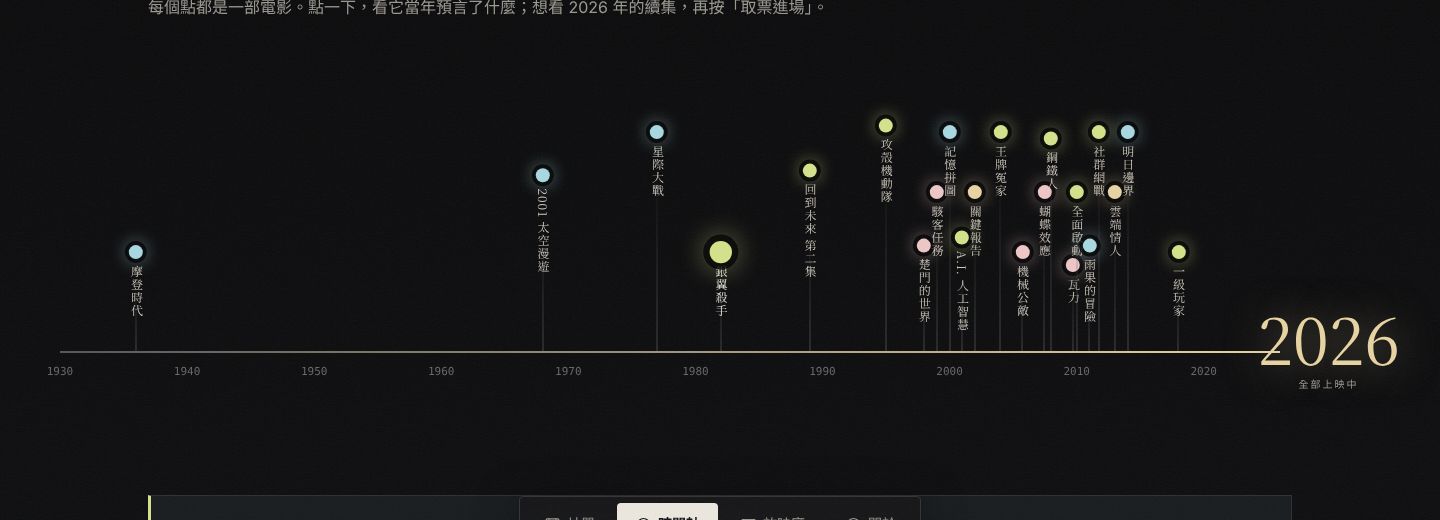 每個點都是一部電影。點一下，看它當年預言了什麼；想看 2026 年的續集，再按「取票進場」。
摩登時代
2001 太空漫遊
星際大戰
銀翼殺手
回到未來 第二集
攻殼機動隊
楚門的世界
駭客任務
記憶拼圖
A.I. 人工智慧
關鍵報告
王牌冤家
機械公敵
蝴蝶效應
鋼鐵人
瓦力
全面啟動
雨果的冒險
社群網戰
雲端情人
明日邊界
一級玩家
2026
全部上映中
1930
1940
1950
1960
1970
1980
1990
2000
2010
2020